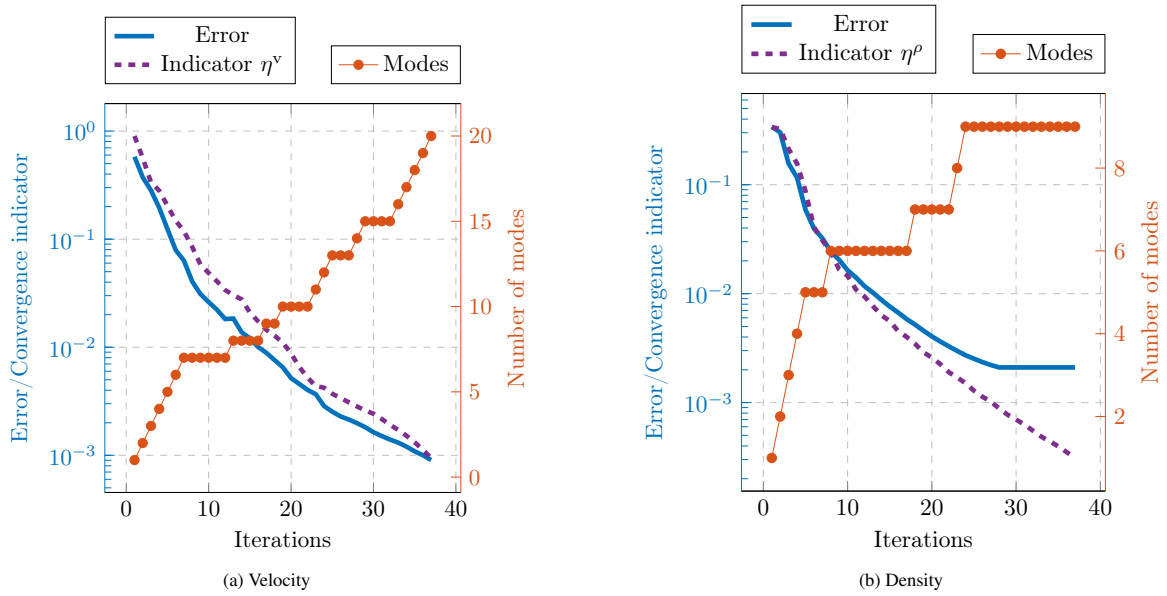 Error
Indicator η^v
Modes
Error/Convergence indicator
10^0
10^−1
10^−2
10^−3
20
15
10
5
0
Number of modes
0 10 20 30 40
Iterations
(a) Velocity
Error
Indicator η^ρ
Modes
Error/Convergence indicator
10^−1
10^−2
10^−3
8
6
4
2
Number of modes
0 10 20 30 40
Iterations
(b) Density